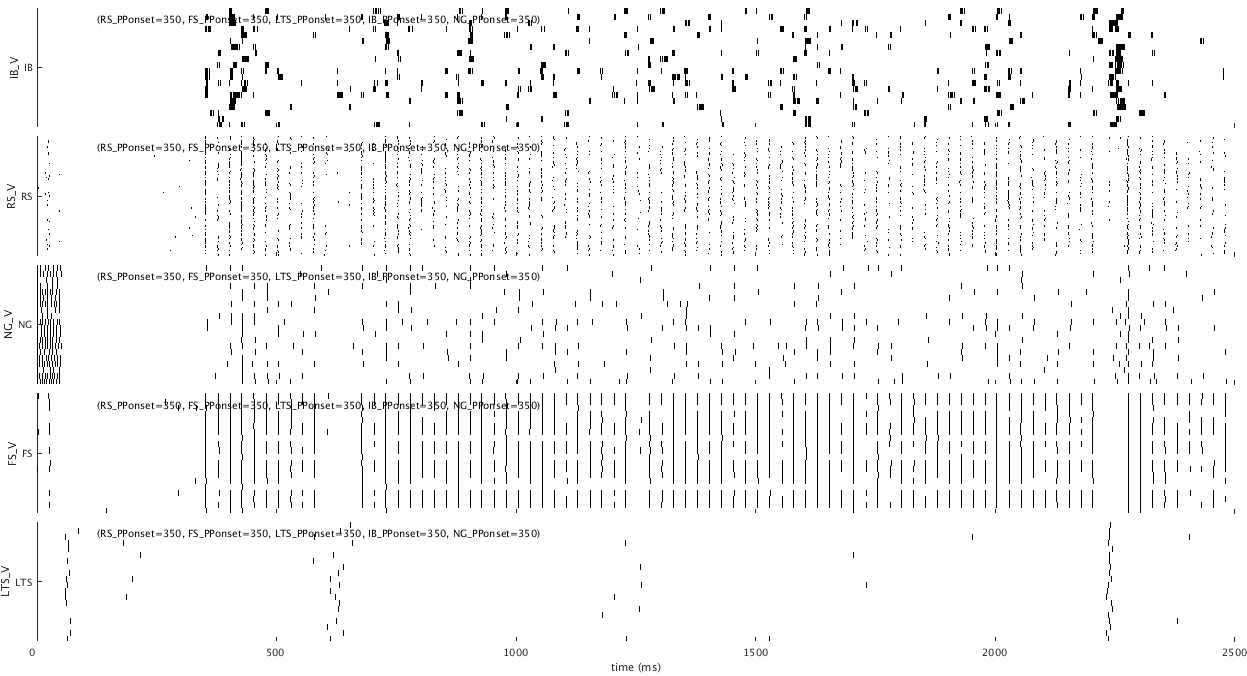 (RS_PPonset=350, FS_PPonset=350, LTS_PPonset=350, IB_PPonset=350, NG_PPonset=350)
IB_V
IB
(RS_PPonset=350, FS_PPonset=350, LTS_PPonset=350, IB_PPonset=350, NG_PPonset=350)
RS_V
RS
(RS_PPonset=350, FS_PPonset=350, LTS_PPonset=350, IB_PPonset=350, NG_PPonset=350)
NG_V
NG
(RS_PPonset=350, FS_PPonset=350, LTS_PPonset=350, IB_PPonset=350, NG_PPonset=350)
FS_V
FS
(RS_PPonset=350, FS_PPonset=350, LTS_PPonset=350, IB_PPonset=350, NG_PPonset=350)
LTS_V
LTS
0 500 1000 1500 2000 2500
time (ms)